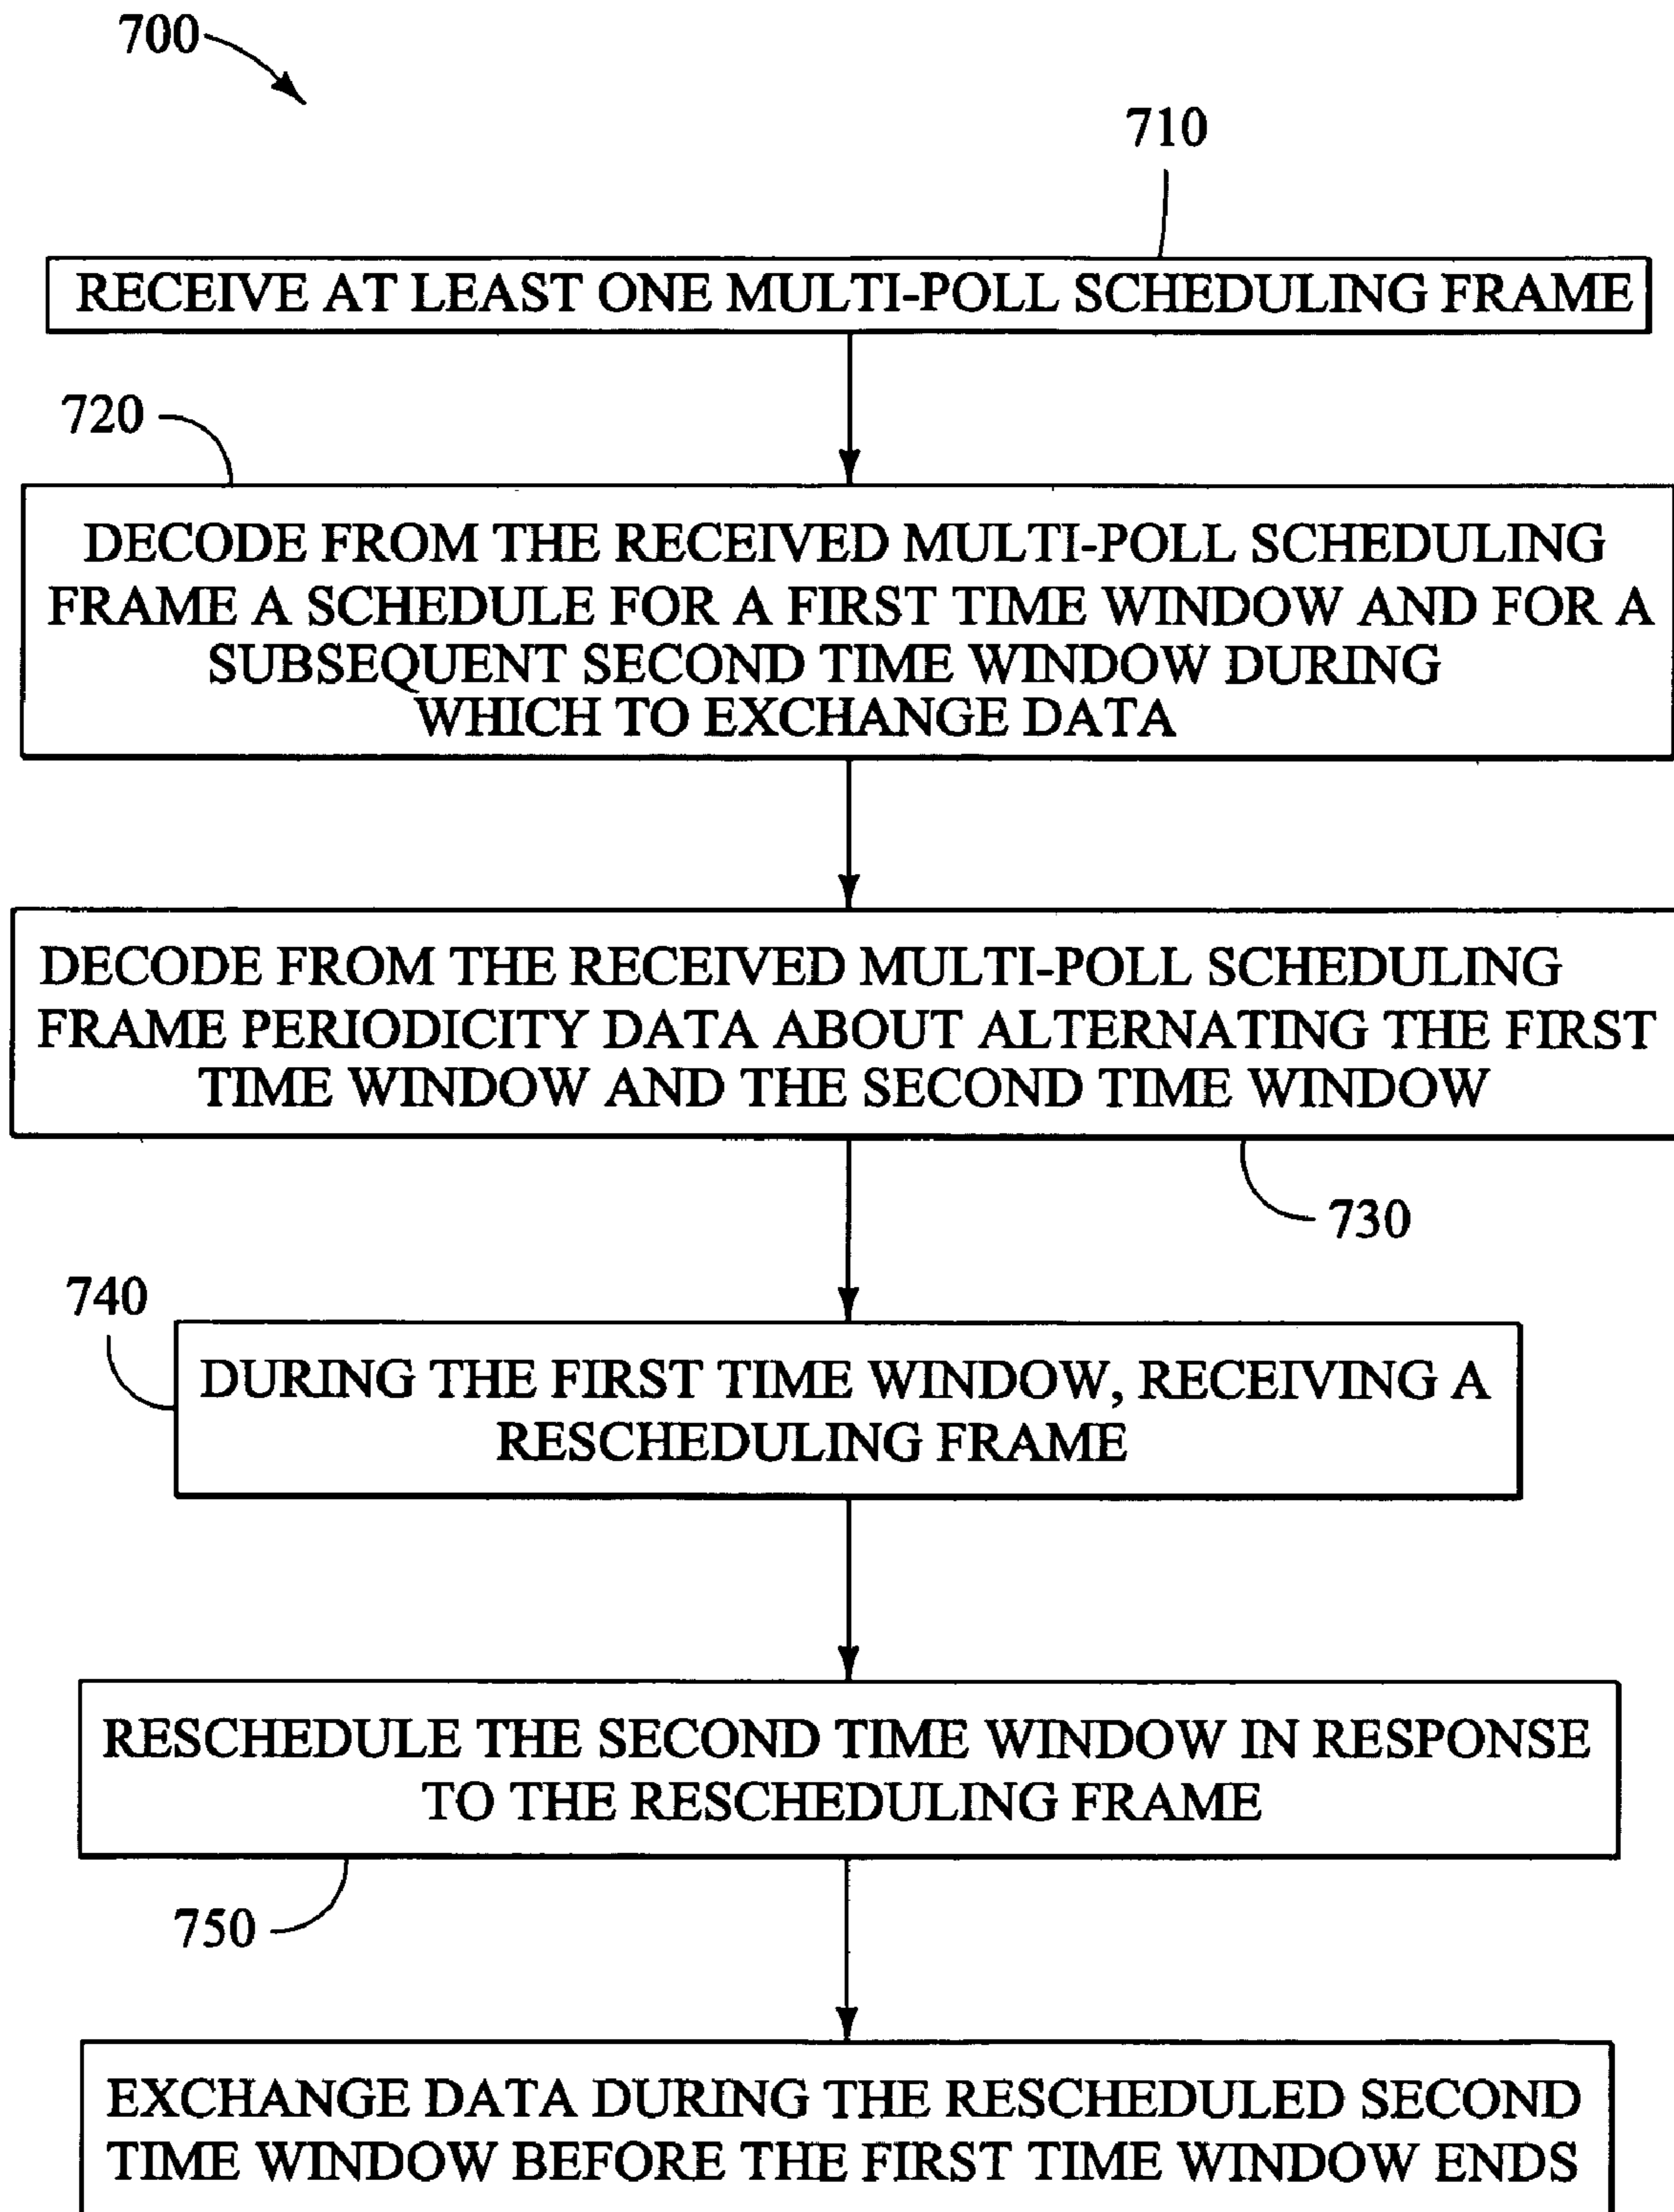 700
710
RECEIVE AT LEAST ONE MULTI-POLL SCHEDULING FRAME
720
DECODE FROM THE RECEIVED MULTI-POLL SCHEDULING
FRAME A SCHEDULE FOR A FIRST TIME WINDOW AND FOR A
SUBSEQUENT SECOND TIME WINDOW DURING
WHICH TO EXCHANGE DATA
DECODE FROM THE RECEIVED MULTI-POLL SCHEDULING
FRAME PERIODICITY DATA ABOUT ALTERNATING THE FIRST
TIME WINDOW AND THE SECOND TIME WINDOW
730
740
DURING THE FIRST TIME WINDOW, RECEIVING A
RESCHEDULING FRAME
RESCHEDULE THE SECOND TIME WINDOW IN RESPONSE
TO THE RESCHEDULING FRAME
750
EXCHANGE DATA DURING THE RESCHEDULED SECOND
TIME WINDOW BEFORE THE FIRST TIME WINDOW ENDS